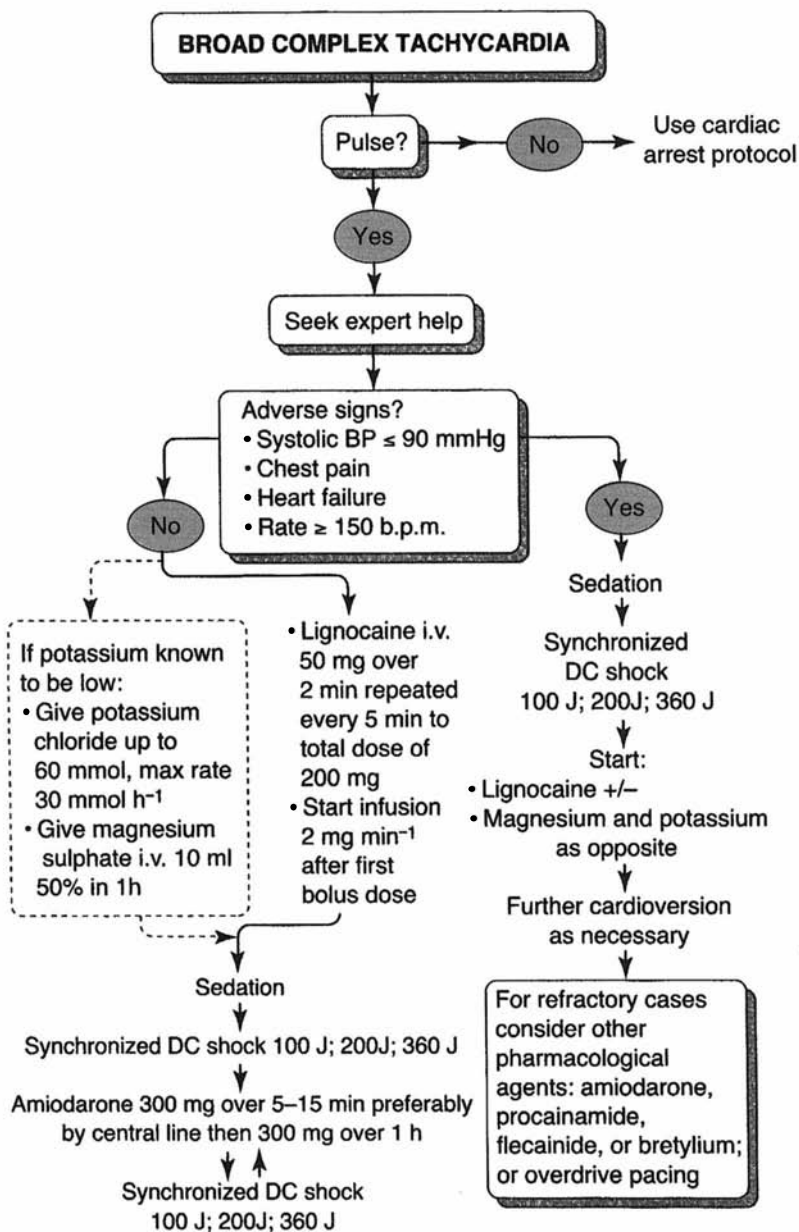 BROAD COMPLEX TACHYCARDIA
Pulse?
No
Use cardiac
arrest protocol
Yes
Seek expert help
Adverse signs?
• Systolic BP ≤ 90 mmHg
• Chest pain
• Heart failure
• Rate ≥ 150 b.p.m.
No
Yes
If potassium known
to be low:
• Give potassium
chloride up to
60 mmol, max rate
30 mmol h⁻¹
• Give magnesium
sulphate i.v. 10 ml
50% in 1h
• Lignocaine i.v.
50 mg over
2 min repeated
every 5 min to
total dose of
200 mg
• Start infusion
2 mg min⁻¹
after first
bolus dose
Sedation
Synchronized DC shock 100 J; 200J; 360 J
Amiodarone 300 mg over 5–15 min preferably
by central line then 300 mg over 1 h
Synchronized DC shock
100 J; 200J; 360 J
Sedation
Synchronized
DC shock
100 J; 200J; 360 J
Start:
• Lignocaine +/–
• Magnesium and potassium
as opposite
Further cardioversion
as necessary
For refractory cases
consider other
pharmacological
agents: amiodarone,
procainamide,
flecainide, or bretylium;
or overdrive pacing